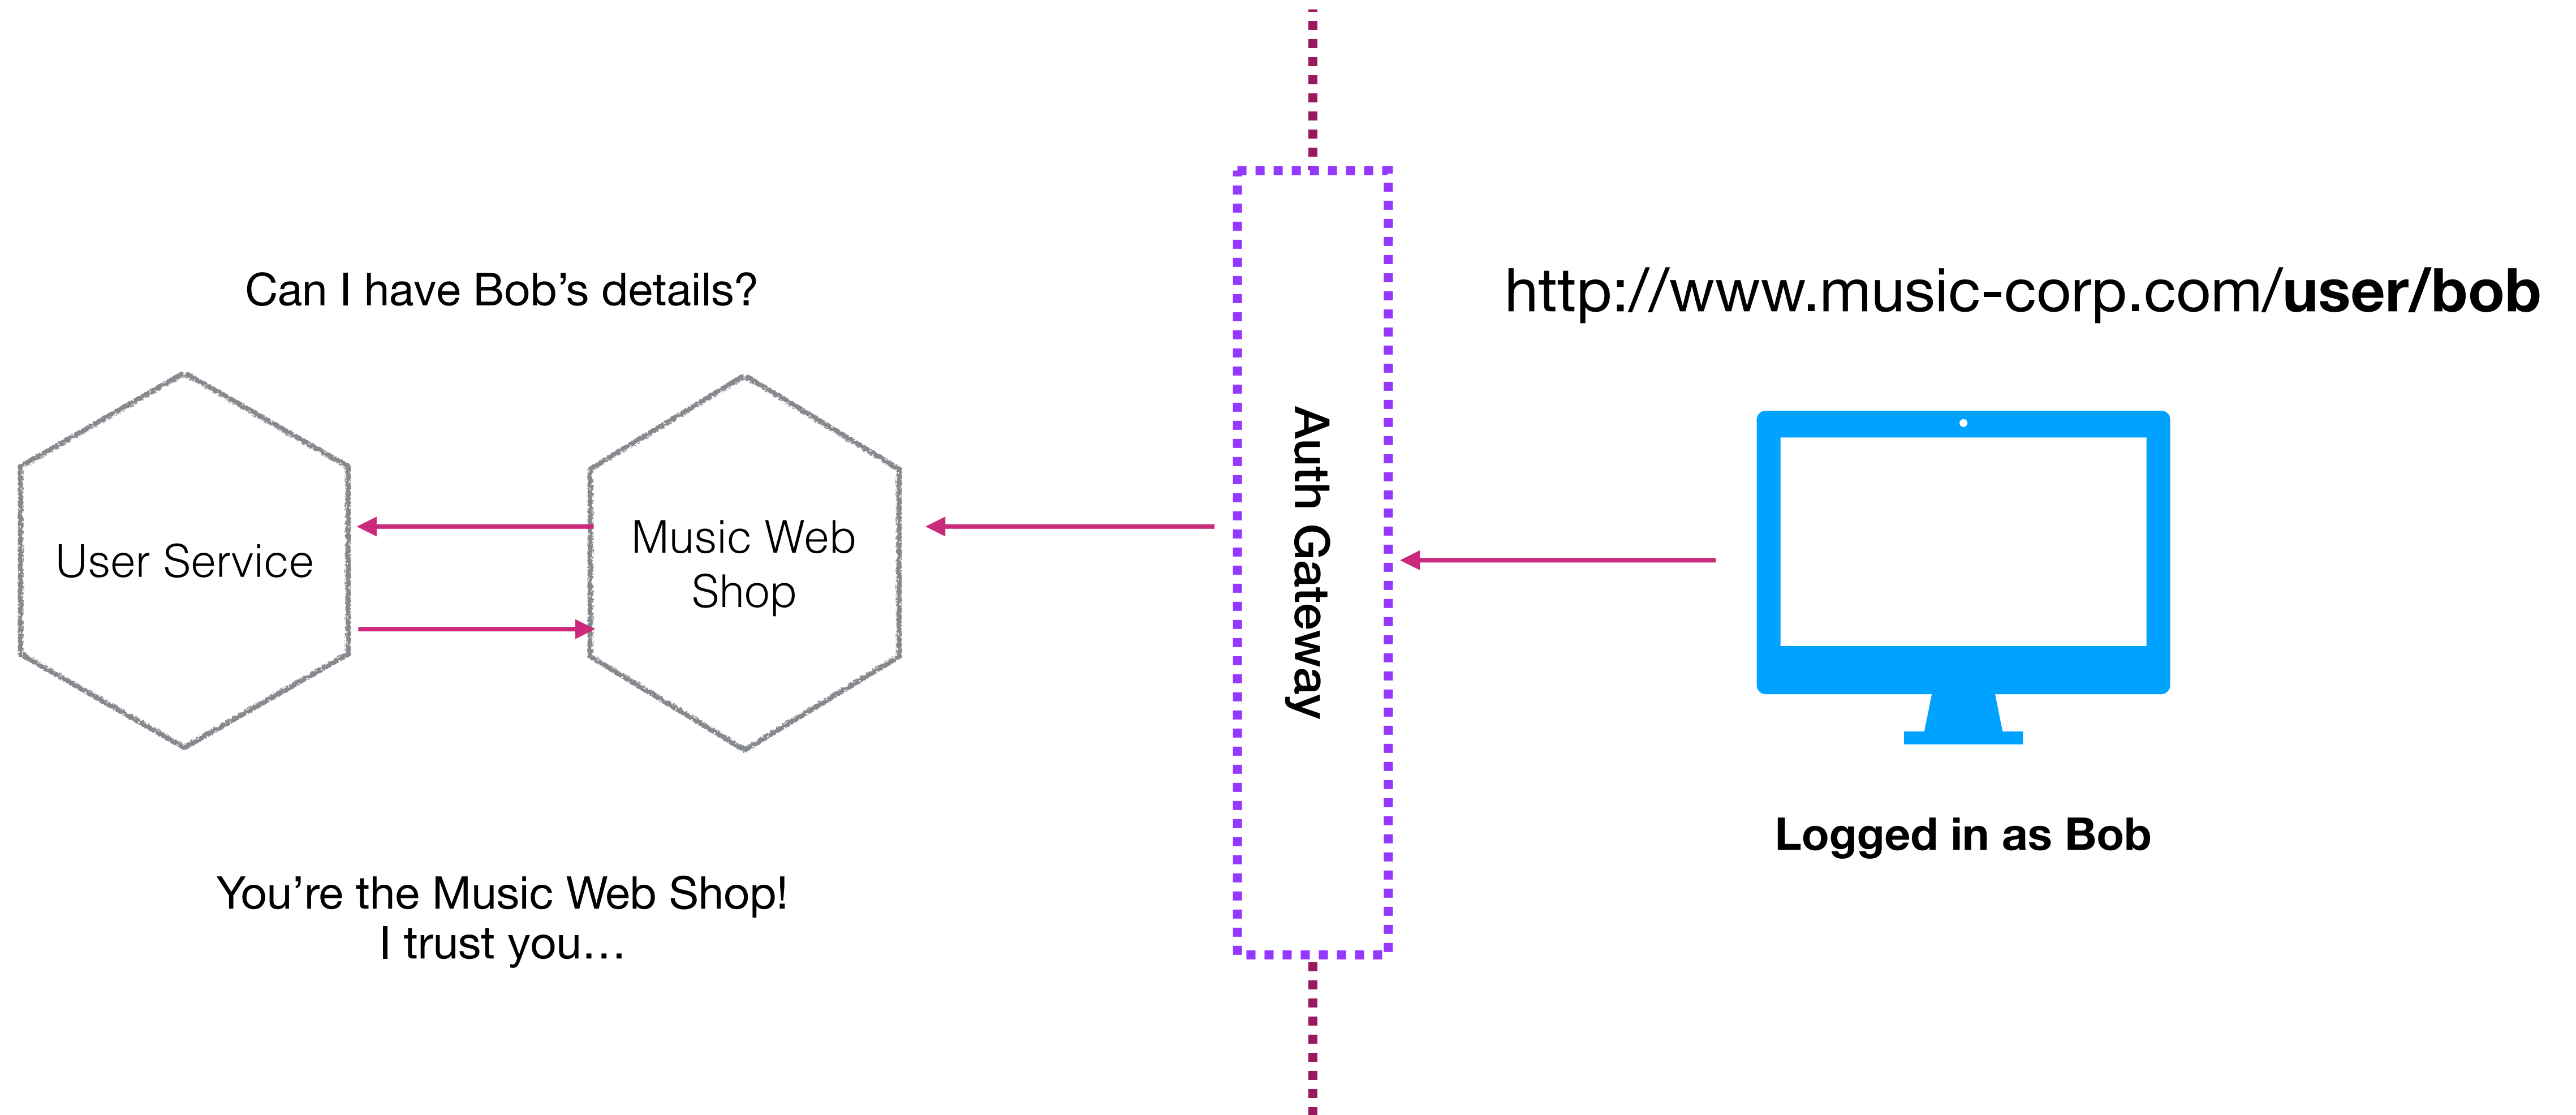 Can I have Bob’s details?
http://www.music-corp.com/user/bob
User Service
Music Web
Shop
Auth Gateway
Logged in as Bob
You’re the Music Web Shop!
I trust you…